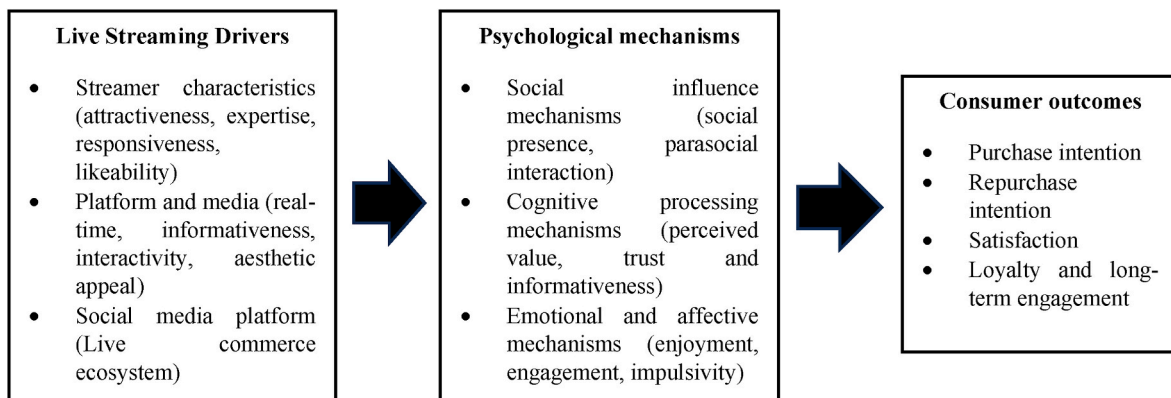 Live Streaming Drivers
• Streamer characteristics
(attractiveness, expertise,
responsiveness,
likeability)
• Platform and media (real-
time, informativeness,
interactivity, aesthetic
appeal)
• Social media platform
(Live commerce
ecosystem)
Psychological mechanisms
• Social influence
mechanisms (social
presence, parasocial
interaction)
• Cognitive processing
mechanisms (perceived
value, trust and
informativeness)
• Emotional and affective
mechanisms (enjoyment,
engagement, impulsivity)
Consumer outcomes
• Purchase intention
• Repurchase
intention
• Satisfaction
• Loyalty and long-
term engagement